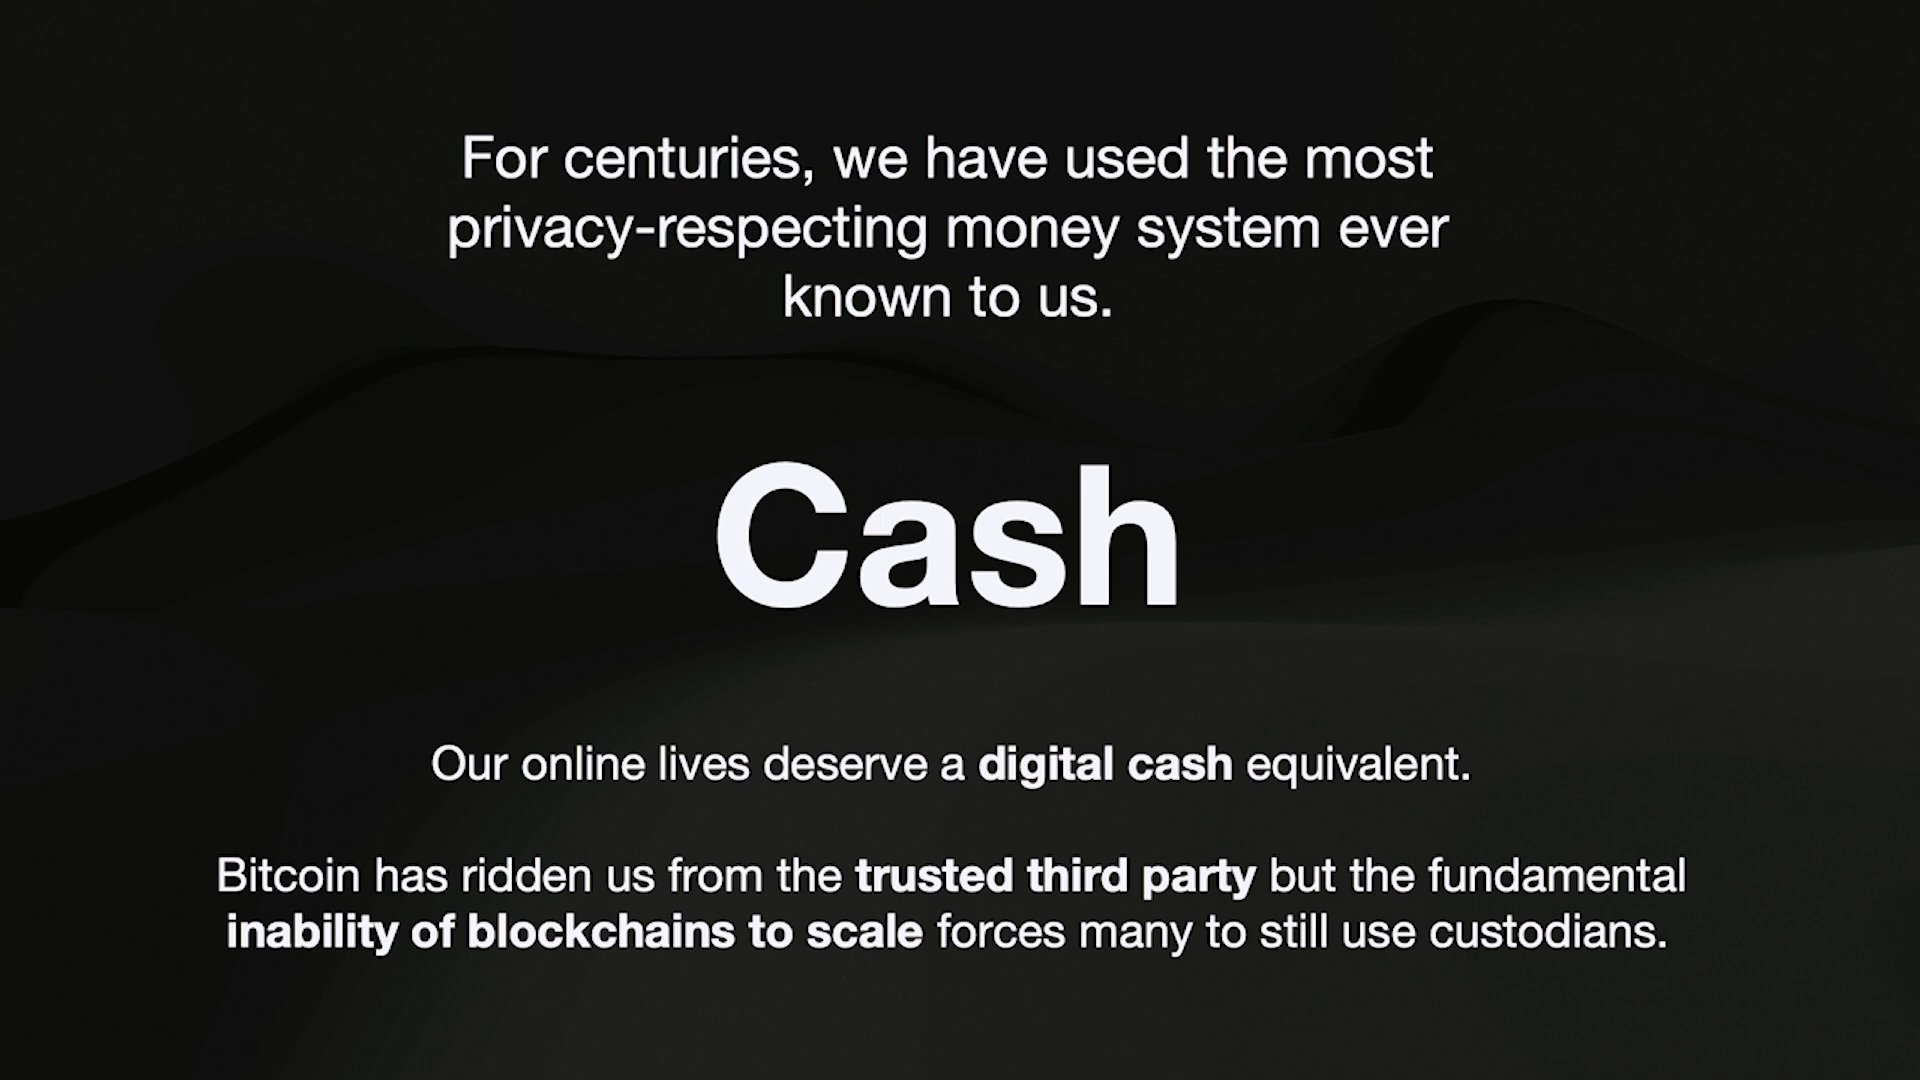 For centuries, we have used the most
privacy-respecting money system ever
known to us.
Cash
Our online lives deserve a digital cash equivalent.
Bitcoin has ridden us from the trusted third party but the fundamental
inability of blockchains to scale forces many to still use custodians.